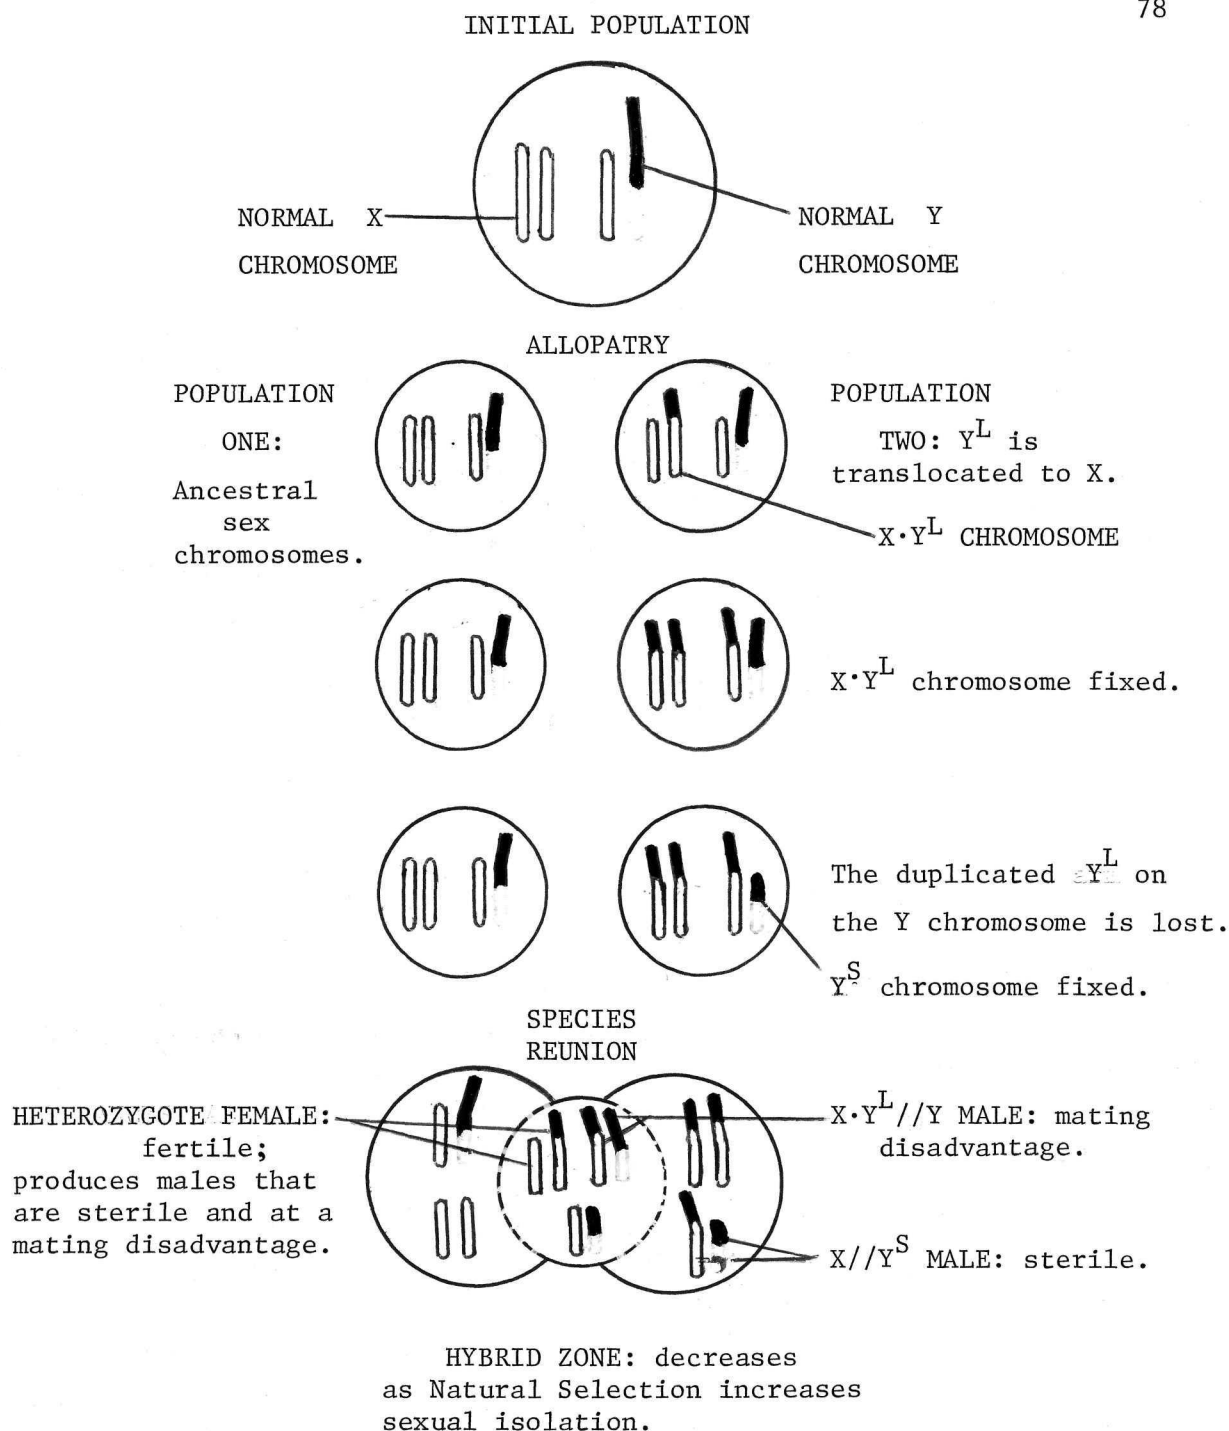 78
INITIAL POPULATION
NORMAL X
CHROMOSOME
NORMAL Y
CHROMOSOME
ALLOPATRY
POPULATION
ONE:
Ancestral
sex
chromosomes.
POPULATION
TWO: Y^L is
translocated to X.
X·Y^L CHROMOSOME
X·Y^L chromosome fixed.
The duplicated Y^L on
the Y chromosome is lost.
Y^S chromosome fixed.
SPECIES
REUNION
HETEROZYGOTE FEMALE:
fertile;
produces males that
are sterile and at a
mating disadvantage.
X·Y^L//Y MALE: mating
disadvantage.
X//Y^S MALE: sterile.
HYBRID ZONE: decreases
as Natural Selection increases
sexual isolation.